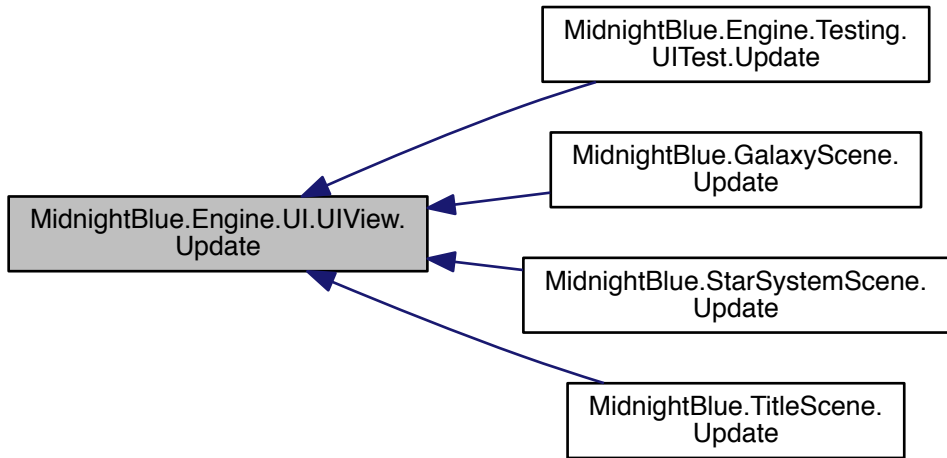 MidnightBlue.Engine.Testing.
UITest.Update
MidnightBlue.GalaxyScene.
Update
MidnightBlue.Engine.UI.UIView.
Update
MidnightBlue.StarSystemScene.
Update
MidnightBlue.TitleScene.
Update